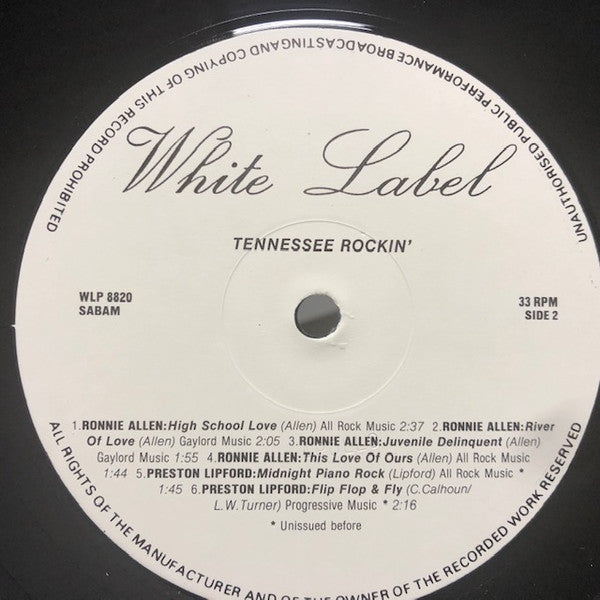 UNAUTHORISED PUBLIC PERFORMANCE BROADCASTING AND COPYING OF THIS RECORD PROHIBITED
White Label
TENNESSEE ROCKIN'
WLP 8820
SABAM
33 RPM
SIDE 2
1.RONNIE ALLEN:High School Love (Allen) All Rock Music 2:37 2.RONNIE ALLEN:River
Of Love (Allen) Gaylord Music 2:05 3.RONNIE ALLEN:Juvenile Delinquent (Allen)
Gaylord Music 1:55 4.RONNIE ALLEN:This Love Of Ours (Allen) All Rock Music
1:44 5.PRESTON LIPFORD:Midnight Piano Rock (Lipford) All Rock Music *
1:45 6.PRESTON LIPFORD:Flip Flop & Fly (C.Calhoun/
L.W.Turner) Progressive Music * 2:16
* Unissued before
ALL RIGHTS OF THE MANUFACTURER AND OF THE OWNER OF THE RECORDED WORK RESERVED